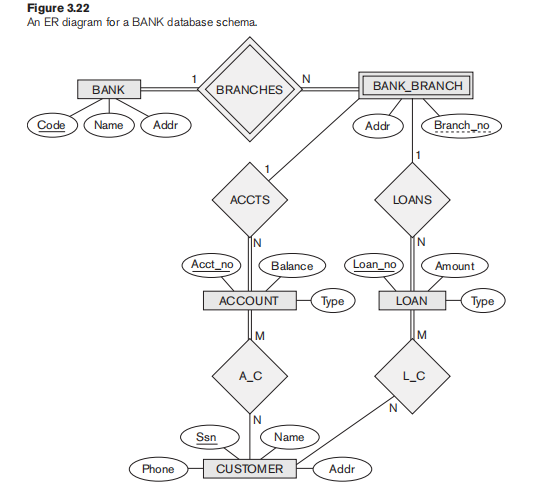 Figure 3.22
An ER diagram for a BANK database schema.
BANK
1
BRANCHES
N
BANK_BRANCH
Code
Name
Addr
Addr
Branch_no
1
1
ACCTS
LOANS
N
N
Acct_no
Balance
Loan_no
Amount
ACCOUNT
Type
LOAN
Type
M
M
A_C
L_C
N
N
Ssn
Name
Phone
CUSTOMER
Addr